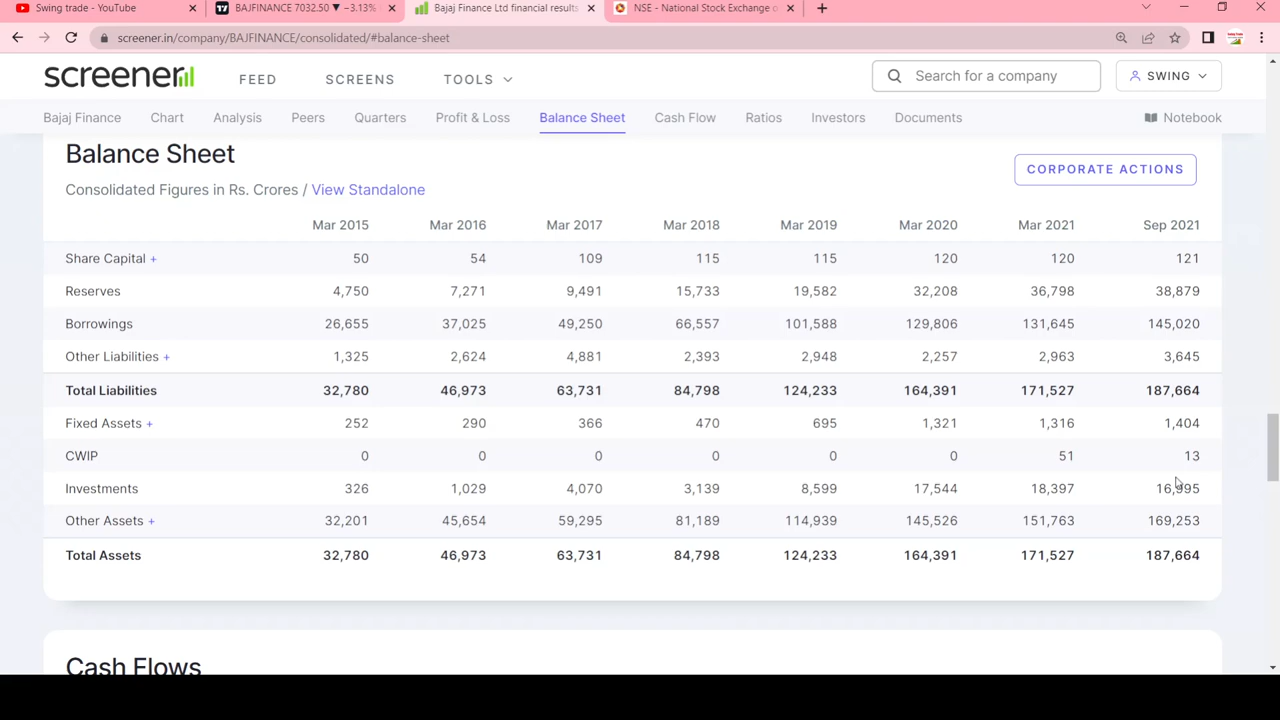 Swing trade - YouTube × BAJFINANCE 7032.50 ▼ −3.13% × Bajaj Finance Ltd financial results × NSE - National Stock Exchange o × +
screener.in/company/BAJFINANCE/consolidated/#balance-sheet
screener FEED SCREENS TOOLS Search for a company SWING
Bajaj Finance Chart Analysis Peers Quarters Profit & Loss Balance Sheet Cash Flow Ratios Investors Documents Notebook
Balance Sheet
CORPORATE ACTIONS
Consolidated Figures in Rs. Crores / View Standalone
Mar 2015 Mar 2016 Mar 2017 Mar 2018 Mar 2019 Mar 2020 Mar 2021 Sep 2021
Share Capital + 50 54 109 115 115 120 120 121
Reserves 4,750 7,271 9,491 15,733 19,582 32,208 36,798 38,879
Borrowings 26,655 37,025 49,250 66,557 101,588 129,806 131,645 145,020
Other Liabilities + 1,325 2,624 4,881 2,393 2,948 2,257 2,963 3,645
Total Liabilities 32,780 46,973 63,731 84,798 124,233 164,391 171,527 187,664
Fixed Assets + 252 290 366 470 695 1,321 1,316 1,404
CWIP 0 0 0 0 0 0 51 13
Investments 326 1,029 4,070 3,139 8,599 17,544 18,397 16,995
Other Assets + 32,201 45,654 59,295 81,189 114,939 145,526 151,763 169,253
Total Assets 32,780 46,973 63,731 84,798 124,233 164,391 171,527 187,664
Cash Flows